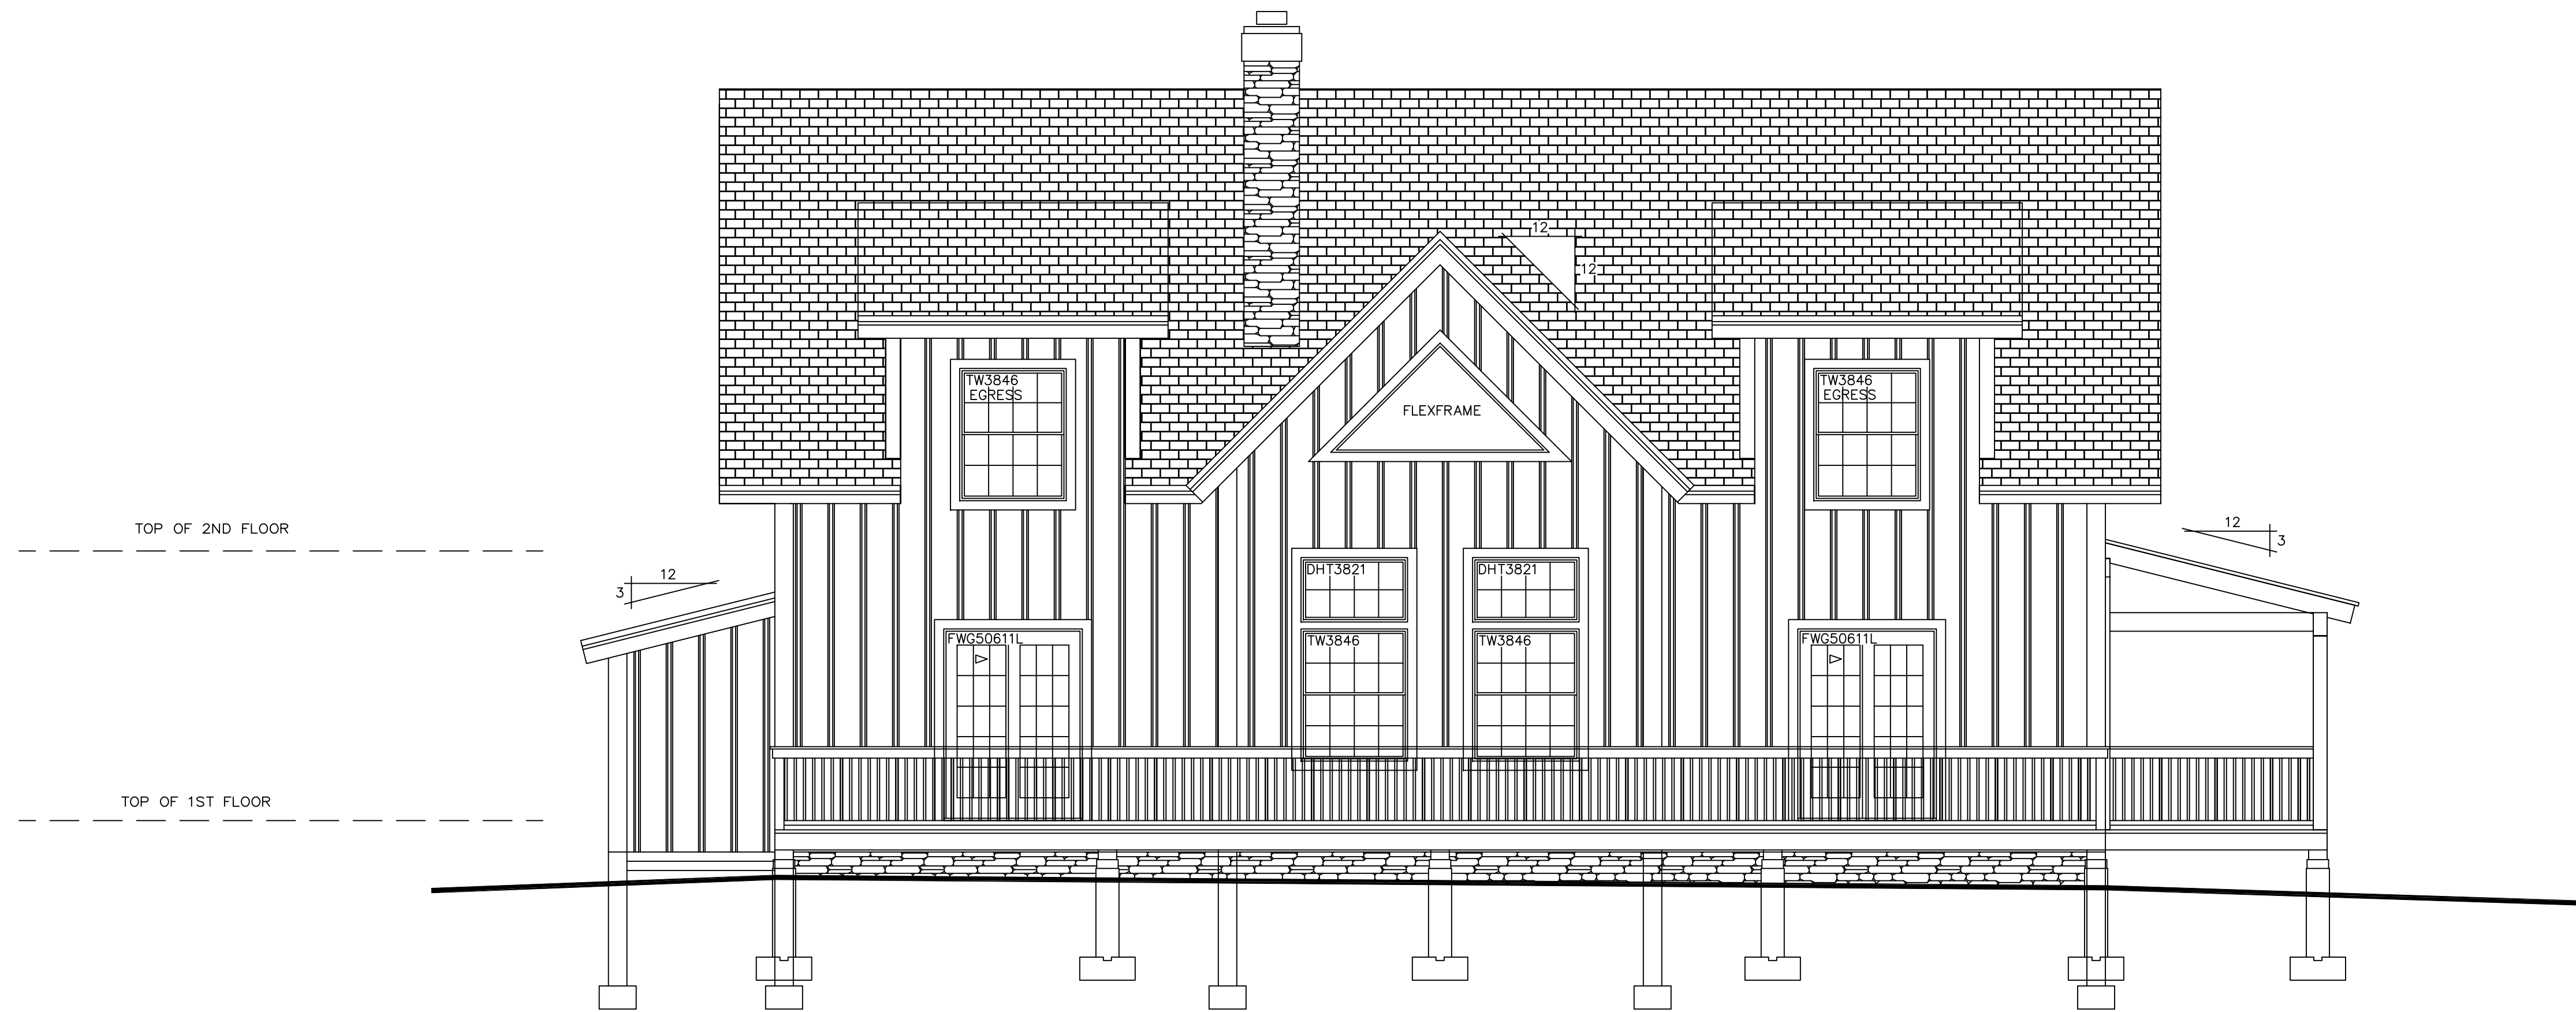 12
12
TW3846
EGRESS
TW3846
EGRESS
FLEXFRAME
TOP OF 2ND FLOOR
12
3
12
3
DHT3821
DHT3821
FWG50611L
TW3846
TW3846
FWG50611L
TOP OF 1ST FLOOR